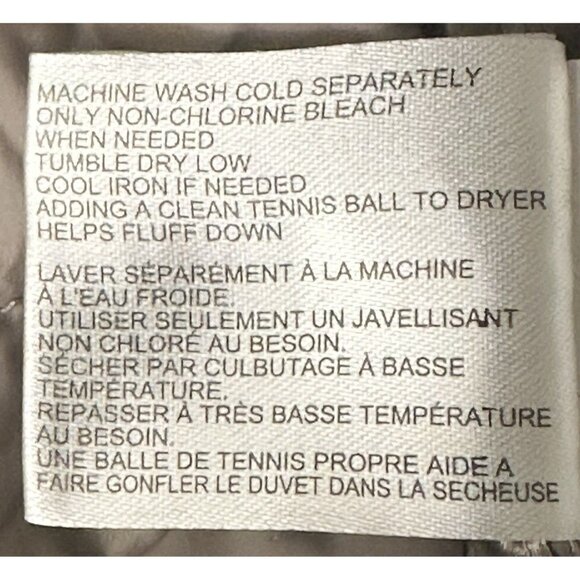 MACHINE WASH COLD SEPARATELY
ONLY NON-CHLORINE BLEACH
WHEN NEEDED
TUMBLE DRY LOW
COOL IRON IF NEEDED
ADDING A CLEAN TENNIS BALL TO DRYER
HELPS FLUFF DOWN
LAVER SÉPARÉMENT À LA MACHINE
À L'EAU FROIDE.
UTILISER SEULEMENT UN JAVELLISANT
NON CHLORÉ AU BESOIN.
SÉCHER PAR CULBUTAGE À BASSE
TEMPÉRATURE.
REPASSER À TRÈS BASSE TEMPÉRATURE
AU BESOIN.
UNE BALLE DE TENNIS PROPRE AIDE A
FAIRE GONFLER LE DUVET DANS LA SECHEUSE